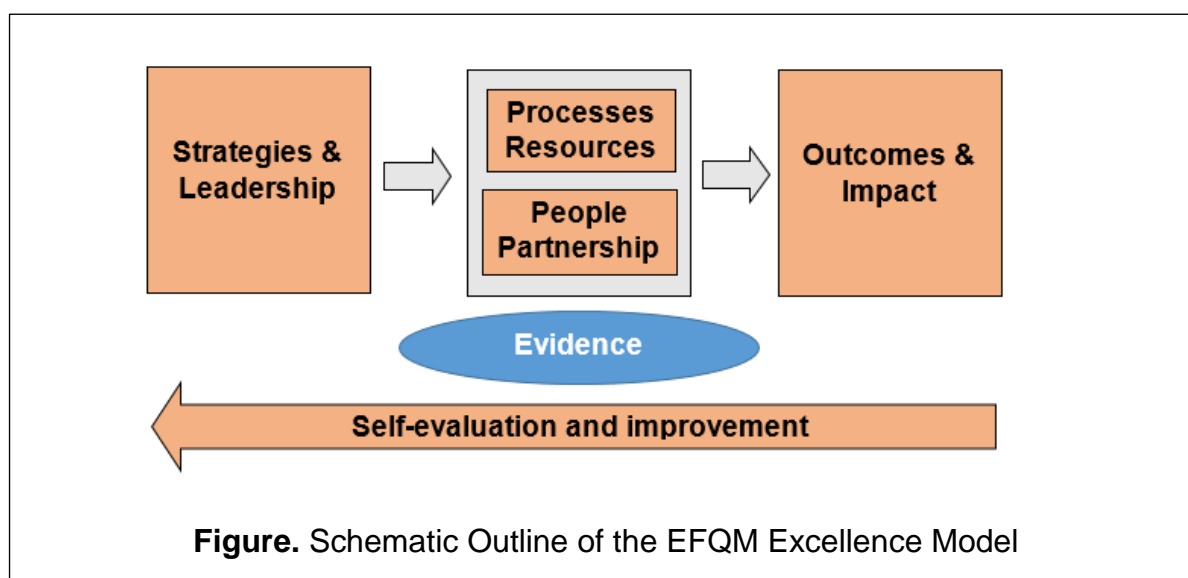 Strategies &
Leadership
Processes
Resources
People
Partnership
Outcomes &
Impact
Evidence
Self-evaluation and improvement
Figure. Schematic Outline of the EFQM Excellence Model